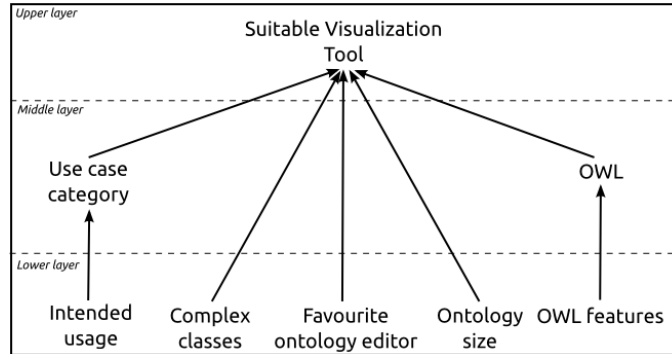 Upper layer
Suitable Visualization
Tool
Middle layer
Use case
category
OWL
Lower layer
Intended
usage
Complex
classes
Favourite
ontology editor
Ontology
size
OWL features